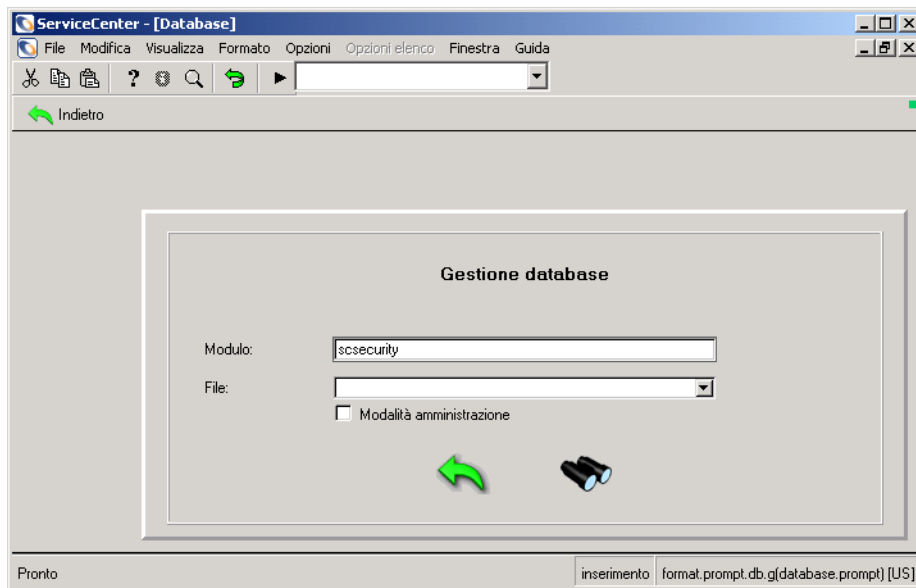 ServiceCenter - [Database]
File Modifica Visualizza Formato Opzioni Opzioni elenco Finestra Guida
Indietro
Gestione database
Modulo: scsecurity
File:
Modalità amministrazione
Pronto inserimento format.prompt.db.g(database.prompt) [US]